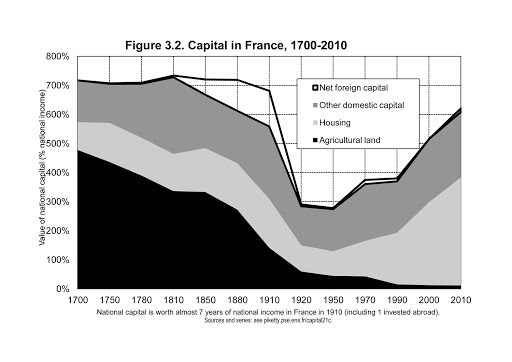 Figure 3.2. Capital in France, 1700-2010
800%
700%
600%
500%
400%
300%
200%
100%
0%
Value of national capital (% national income)
Net foreign capital
Other domestic capital
Housing
Agricultural land
1700 1750 1780 1810 1850 1880 1910 1920 1950 1970 1990 2000 2010
National capital is worth almost 7 years of national income in France in 1910 (including 1 invested abroad).
Sources and series: see piketty.pse.ens.fr/capital21c.